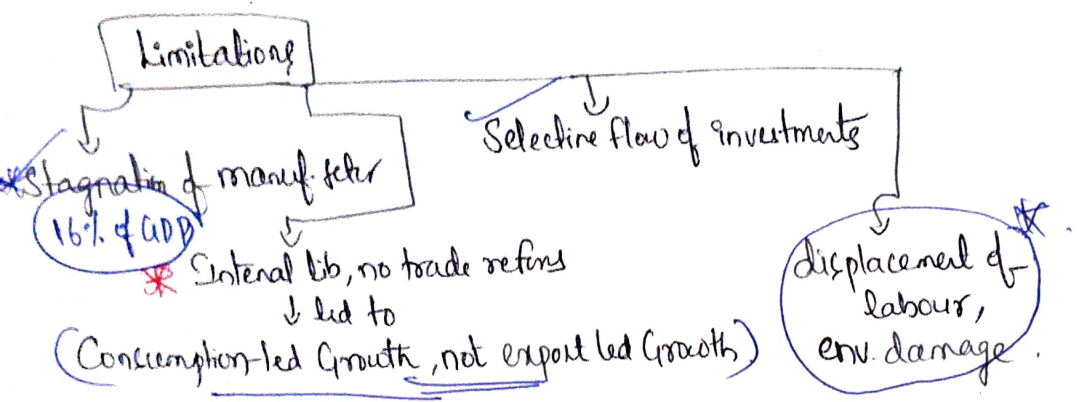 Limitations
Selective flow of investments
*Stagnation of manuf. sector
16% of GDP
* Internal lib, no trade reforms
↓ led to
(Consumption-led Growth, not export led Growth)
displacement of
labour,
env. damage.